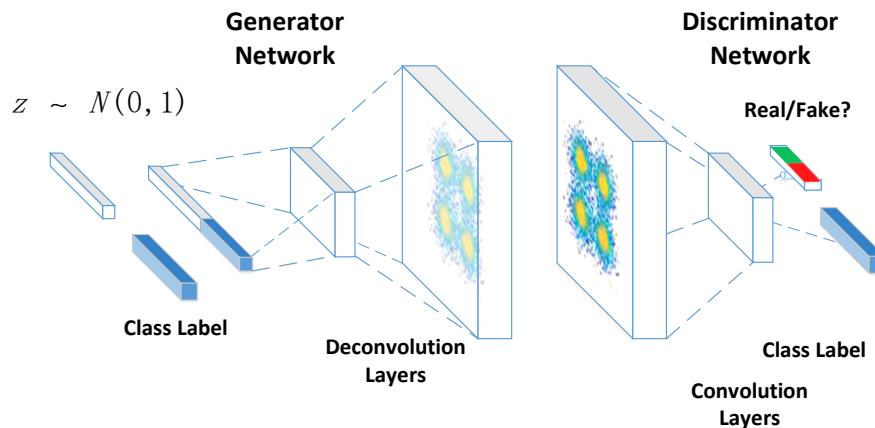 Generator
Network
Discriminator
Network
z ~ N(0, 1)
Real/Fake?
Class Label
Deconvolution
Layers
Class Label
Convolution
Layers